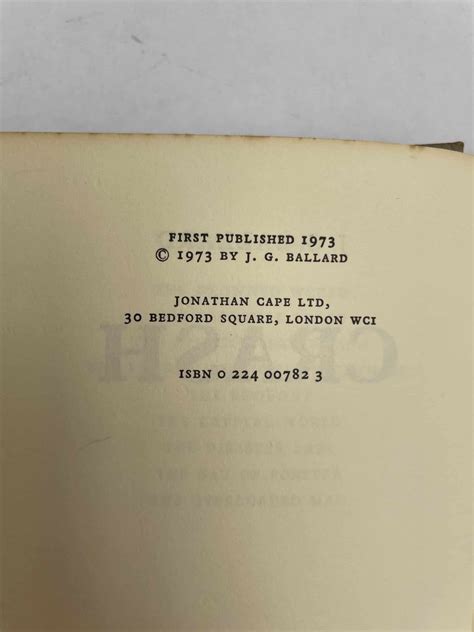 FIRST PUBLISHED 1973
© 1973 BY J. G. BALLARD
JONATHAN CAPE LTD,
30 BEDFORD SQUARE, LONDON WC1
CRASH
ISBN 0 224 00782 3